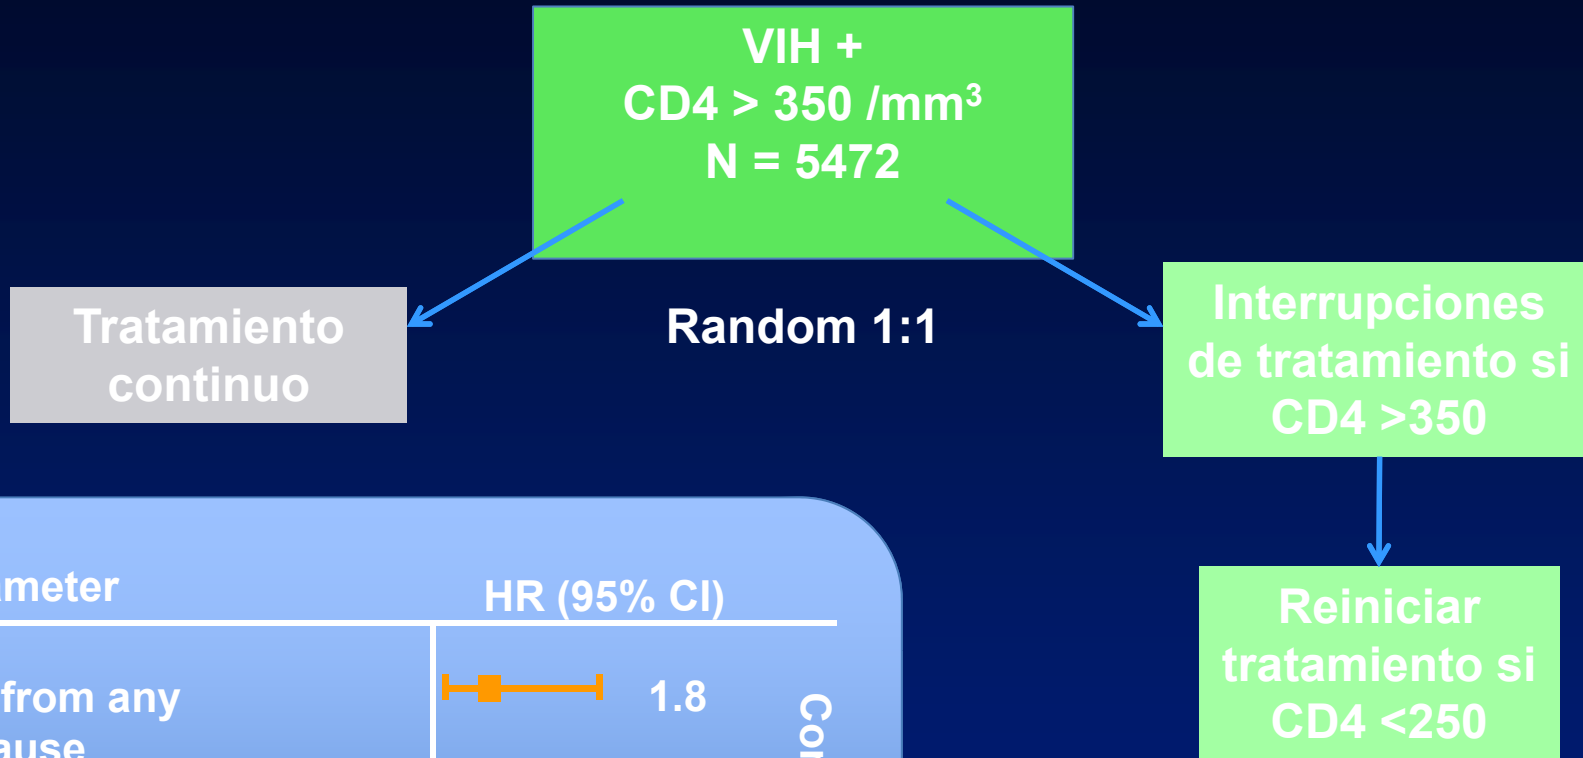 VIH +
CD4 > 350 /mm³
N = 5472
Tratamiento
continuo
Random 1:1
Interrupciones
de tratamiento si
CD4 >350
Reiniciar
tratamiento si
CD4 <250
HR (95% CI)
from any
1.8